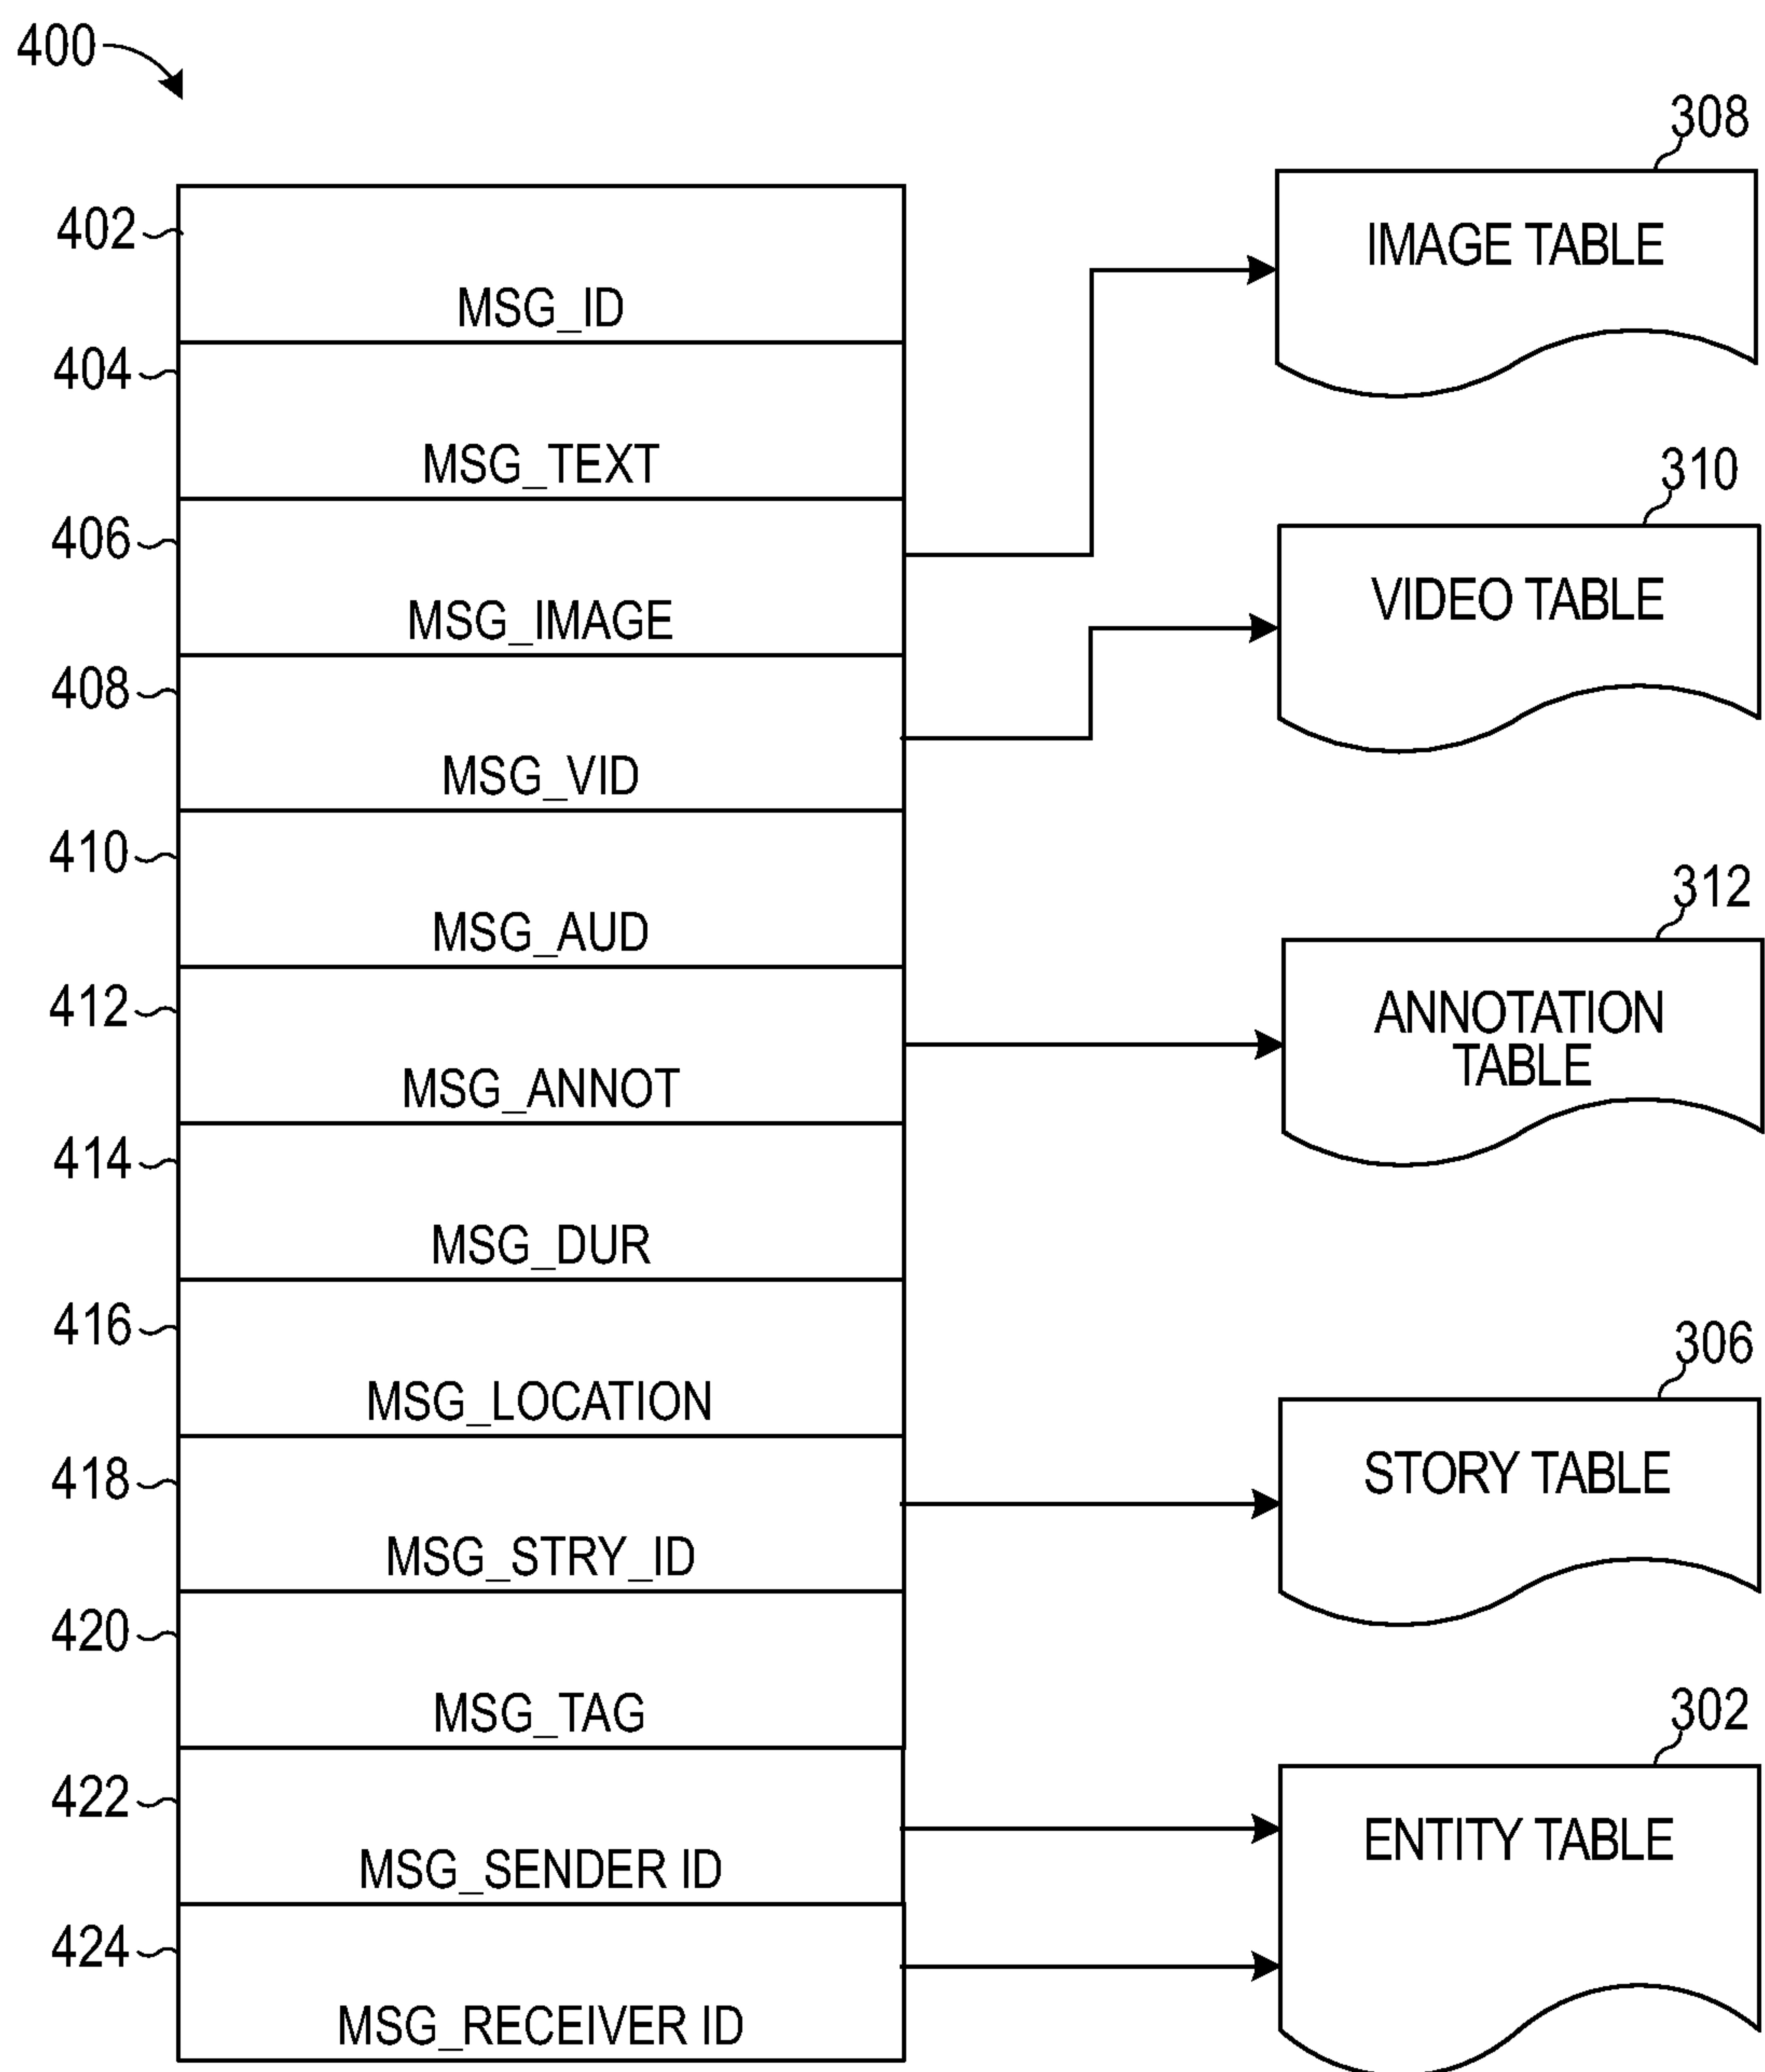 400
402
MSG_ID
404
MSG_TEXT
406
MSG_IMAGE
408
MSG_VID
410
MSG_AUD
412
MSG_ANNOT
414
MSG_DUR
416
MSG_LOCATION
418
MSG_STRY_ID
420
MSG_TAG
422
MSG_SENDER ID
424
MSG_RECEIVER ID
308
IMAGE TABLE
310
VIDEO TABLE
312
ANNOTATION
TABLE
306
STORY TABLE
302
ENTITY TABLE